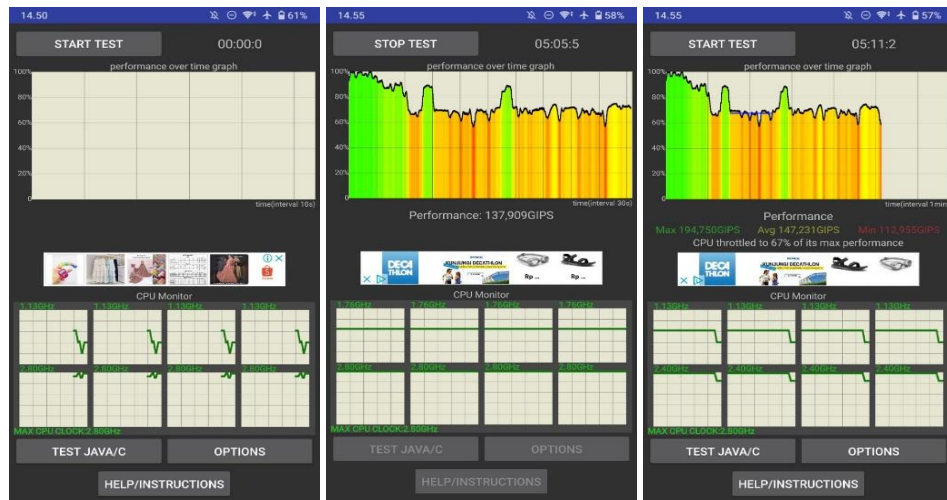 14.50
61%
START TEST
00:00:0
performance over time graph
100%
80%
60%
40%
20%
0
time(interval 10s)
CPU Monitor
1.13GHz 1.13GHz 1.13GHz 1.13GHz
2.80GHz 2.80GHz 2.80GHz 2.80GHz
MAX CPU CLOCK:2.80GHz
TEST JAVA/C
OPTIONS
HELP/INSTRUCTIONS
14.55
58%
STOP TEST
05:05:5
performance over time graph
100%
80%
60%
40%
20%
0
time(interval 30s)
Performance: 137,909GIPS
DECATHLON
KUNJUNGI DECATHLON
Rp ...
Rp ...
CPU Monitor
1.76GHz 1.76GHz 1.76GHz 1.76GHz
2.80GHz 2.80GHz 2.80GHz 2.80GHz
MAX CPU CLOCK:2.80GHz
TEST JAVA/C
OPTIONS
HELP/INSTRUCTIONS
14.55
57%
START TEST
05:11:2
performance over time graph
100%
80%
60%
40%
20%
0
time(interval 1min)
Performance
Max 194,750GIPS Avg 147,231GIPS Min 112,955GIPS
CPU throttled to 67% of its max performance
DECATHLON
KUNJUNGI DECATHLON
CPU Monitor
1.13GHz 1.13GHz 1.13GHz 1.13GHz
2.40GHz 2.40GHz 2.40GHz 2.40GHz
MAX CPU CLOCK:2.80GHz
TEST JAVA/C
OPTIONS
HELP/INSTRUCTIONS